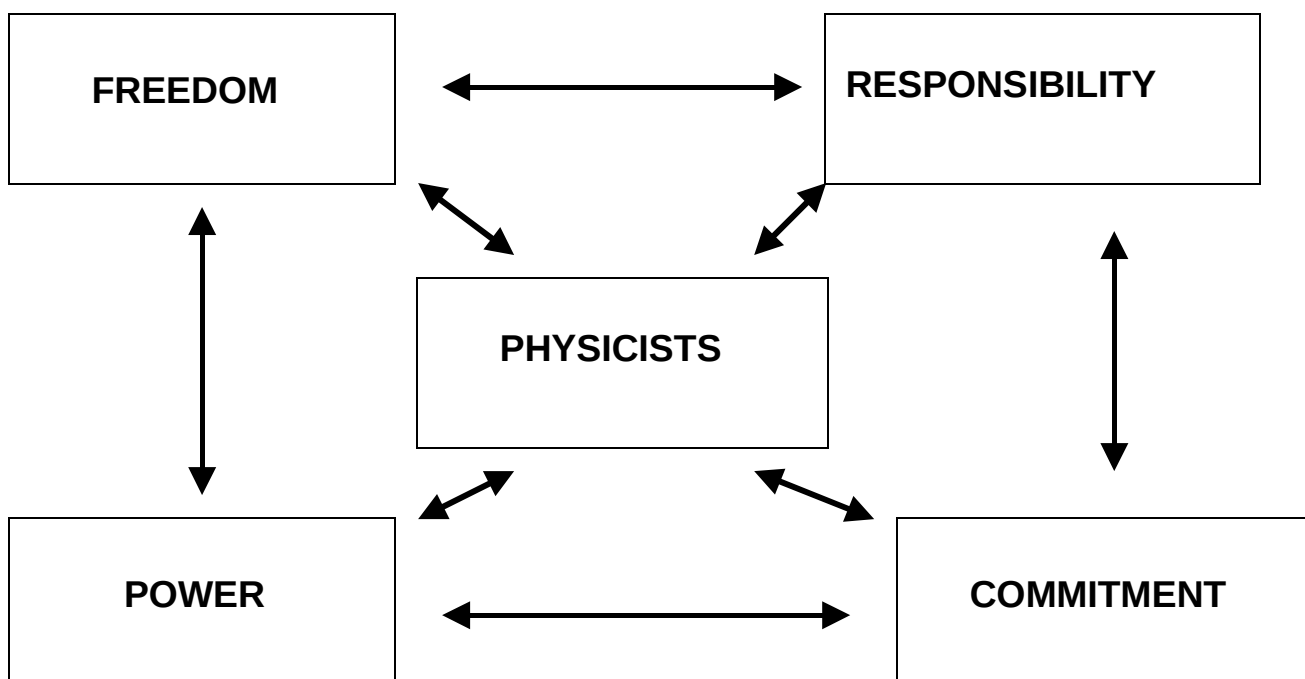 FREEDOM
RESPONSIBILITY
PHYSICISTS
POWER
COMMITMENT